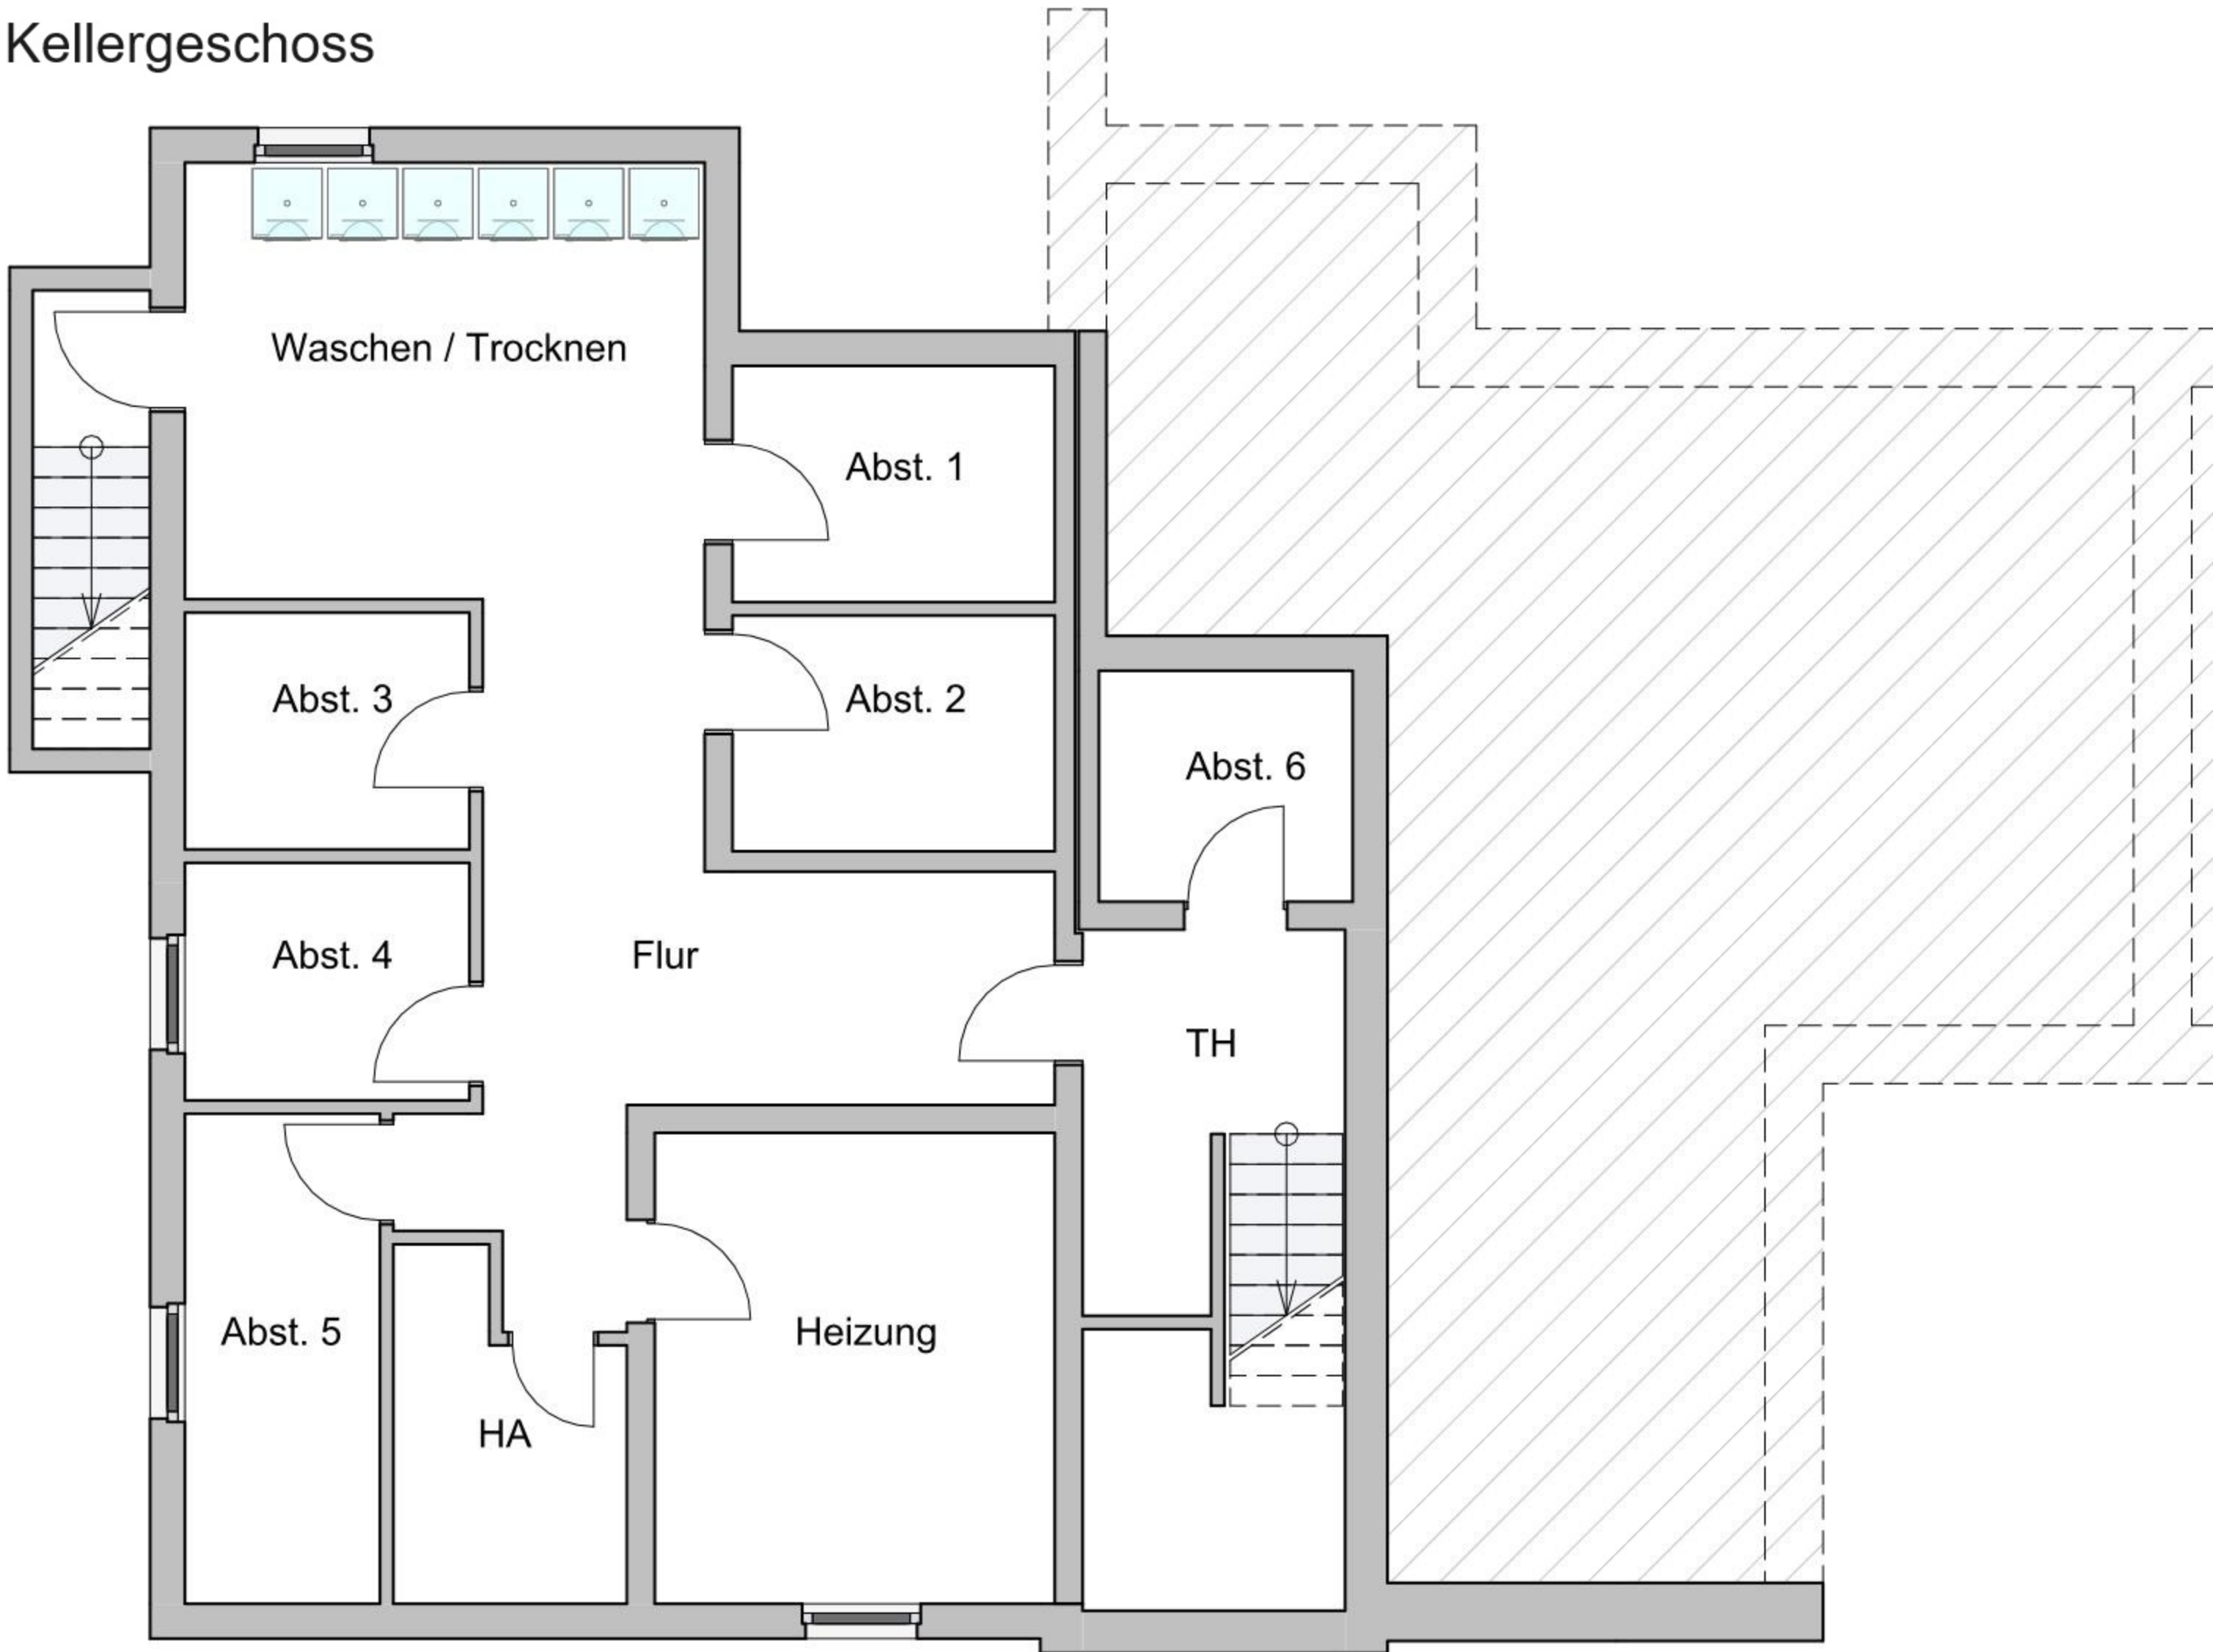 Kellergeschoss
Waschen / Trocknen
Abst. 1
Abst. 3
Abst. 2
Abst. 6
Abst. 4
Flur
TH
Abst. 5
Heizung
HA